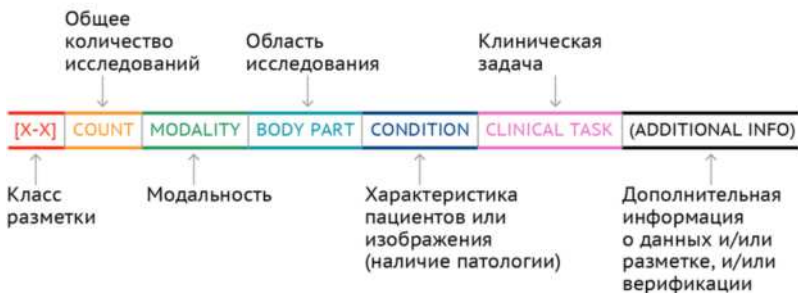 Общее
количество
исследований
Область
исследования
Клиническая
задача
[X-X] COUNT MODALITY BODY PART CONDITION CLINICAL TASK (ADDITIONAL INFO)
Класс
разметки
Модальность
Характеристика
пациентов или
изображения
(наличие патологии)
Дополнительная
информация
о данных и/или
разметке, и/или
верификации